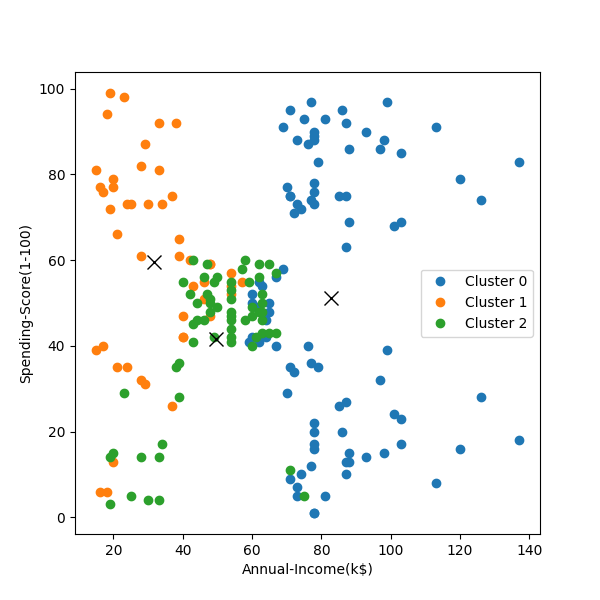 100
80
60
40
20
0
Spending-Score(1-100)
Cluster 0
Cluster 1
Cluster 2
20 40 60 80 100 120 140
Annual-Income(k$)